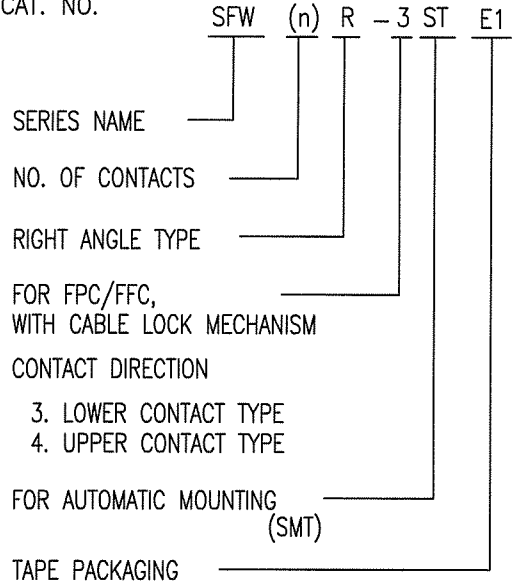 CAT. NO.
SFW (n) R - 3 ST E1
SERIES NAME
NO. OF CONTACTS
RIGHT ANGLE TYPE
FOR FPC/FFC,
WITH CABLE LOCK MECHANISM
CONTACT DIRECTION
3. LOWER CONTACT TYPE
4. UPPER CONTACT TYPE
FOR AUTOMATIC MOUNTING
(SMT)
TAPE PACKAGING